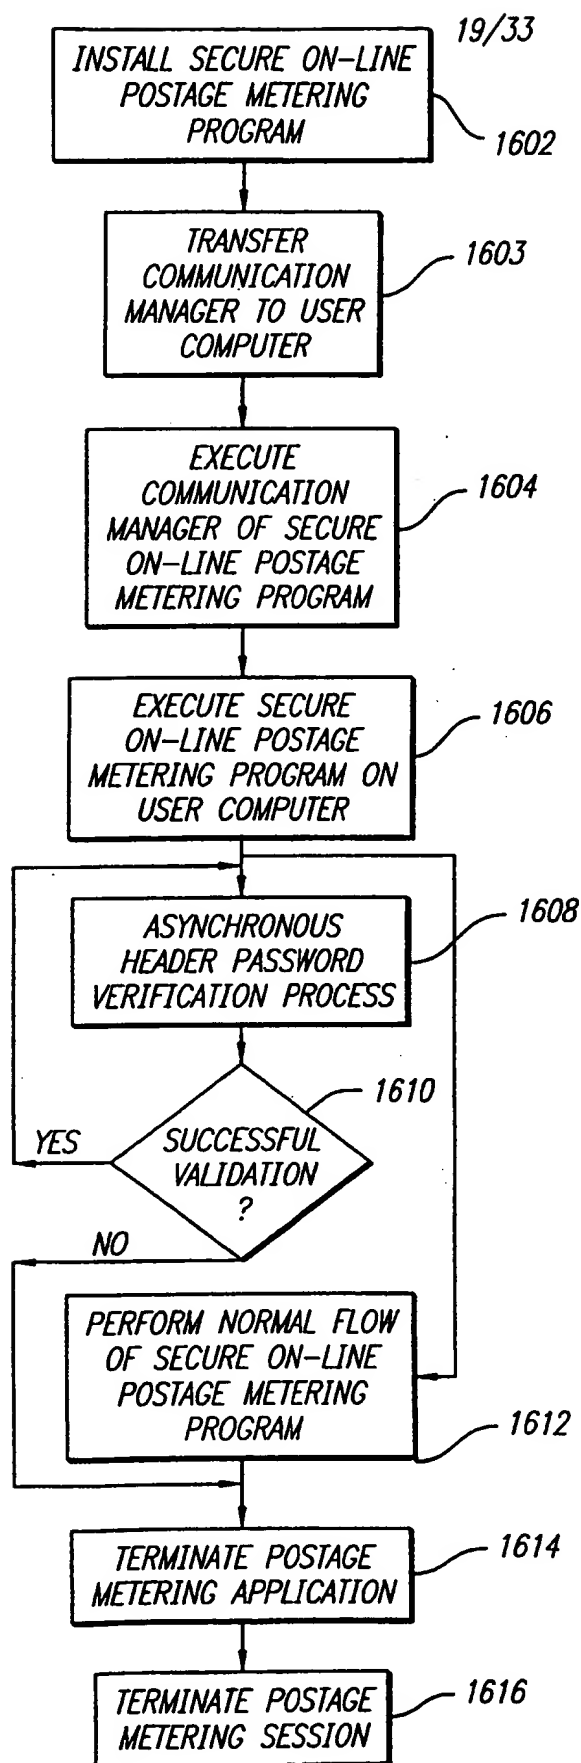 19/33
INSTALL SECURE ON-LINE
POSTAGE METERING
PROGRAM
1602
TRANSFER
COMMUNICATION
MANAGER TO USER
COMPUTER
1603
EXECUTE
COMMUNICATION
MANAGER OF SECURE
ON-LINE POSTAGE
METERING PROGRAM
1604
EXECUTE SECURE
ON-LINE POSTAGE
METERING PROGRAM ON
USER COMPUTER
1606
ASYNCHRONOUS
HEADER PASSWORD
VERIFICATION PROCESS
1608
SUCCESSFUL
VALIDATION
?
1610
YES
NO
PERFORM NORMAL FLOW
OF SECURE ON-LINE
POSTAGE METERING
PROGRAM
1612
TERMINATE POSTAGE
METERING APPLICATION
1614
TERMINATE POSTAGE
METERING SESSION
1616